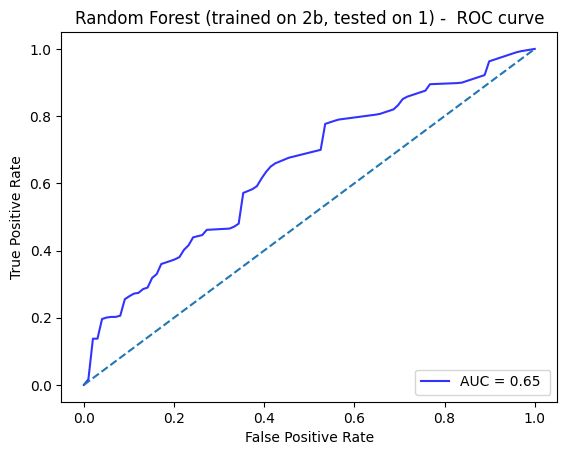 Random Forest (trained on 2b, tested on 1) -  ROC curve
True Positive Rate
1.0
0.8
0.6
0.4
0.2
0.0
AUC = 0.65
0.0 0.2 0.4 0.6 0.8 1.0
False Positive Rate